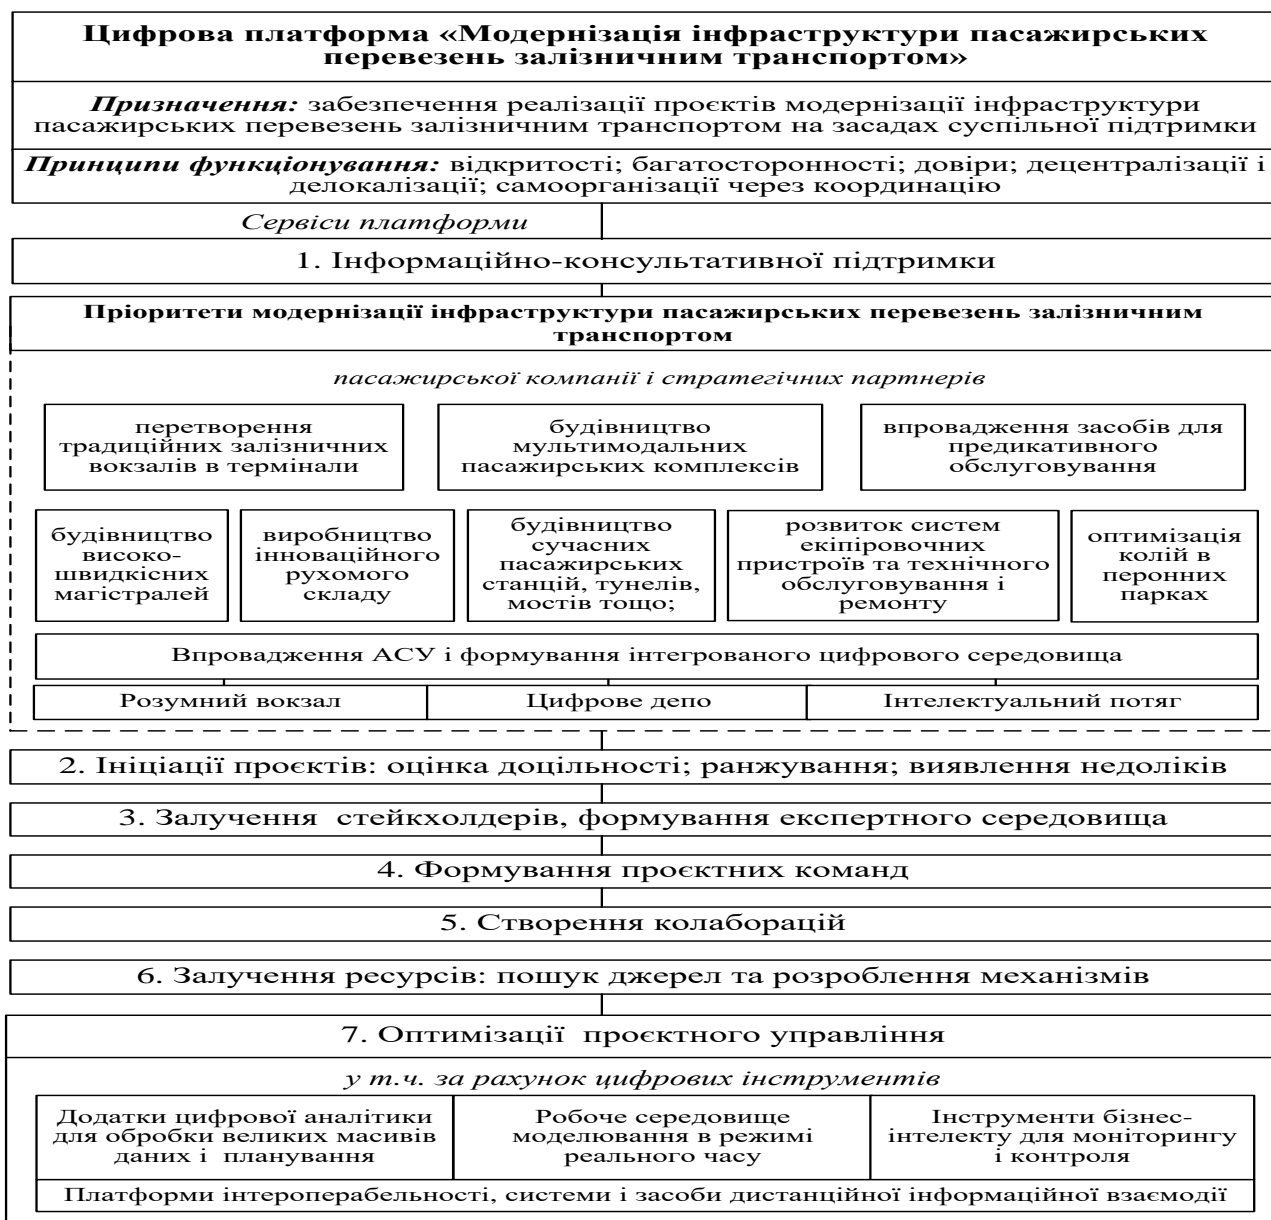 Цифрова платформа «Модернізація інфраструктури пасажирських
перевезень залізничним транспортом»
Призначення: забезпечення реалізації проєктів модернізації інфраструктури
пасажирських перевезень залізничним транспортом на засадах суспільної підтримки
Принципи функціонування: відкритості; багатосторонності; довіри; децентралізації і
делокалізації; самоорганізації через координацію
Сервіси платформи
1. Інформаційно-консультативної підтримки
Пріоритети модернізації інфраструктури пасажирських перевезень залізничним
транспортом
пасажирської компанії і стратегічних партнерів
перетворення
традиційних залізничних
вокзалів в термінали
будівництво
мультимодальних
пасажирських комплексів
впровадження засобів для
предикативного
обслуговування
будівництво
високо-
швидкісних
магістралей
виробництво
інноваційного
рухомого
складу
будівництво
сучасних
пасажирських
станцій, тунелів,
мостів тощо;
розвиток систем
екіпіровочних
пристроїв та технічного
обслуговування і
ремонту
оптимізація
колій в
перонних
парках
Впровадження АСУ і формування інтегрованого цифрового середовища
Розумний вокзал
Цифрове депо
Інтелектуальний потяг
2. Ініціації проєктів: оцінка доцільності; ранжування; виявлення недоліків
3. Залучення стейкхолдерів, формування експертного середовища
4. Формування проєктних команд
5. Створення колаборацій
6. Залучення ресурсів: пошук джерел та розроблення механізмів
7. Оптимізації проєктного управління
у т.ч. за рахунок цифрових інструментів
Додатки цифрової аналітики
для обробки великих масивів
даних і планування
Робоче середовище
моделювання в режимі
реального часу
Інструменти бізнес-
інтелекту для моніторингу
і контроля
Платформи інтероперабельності, системи і засоби дистанційної інформаційної взаємодії